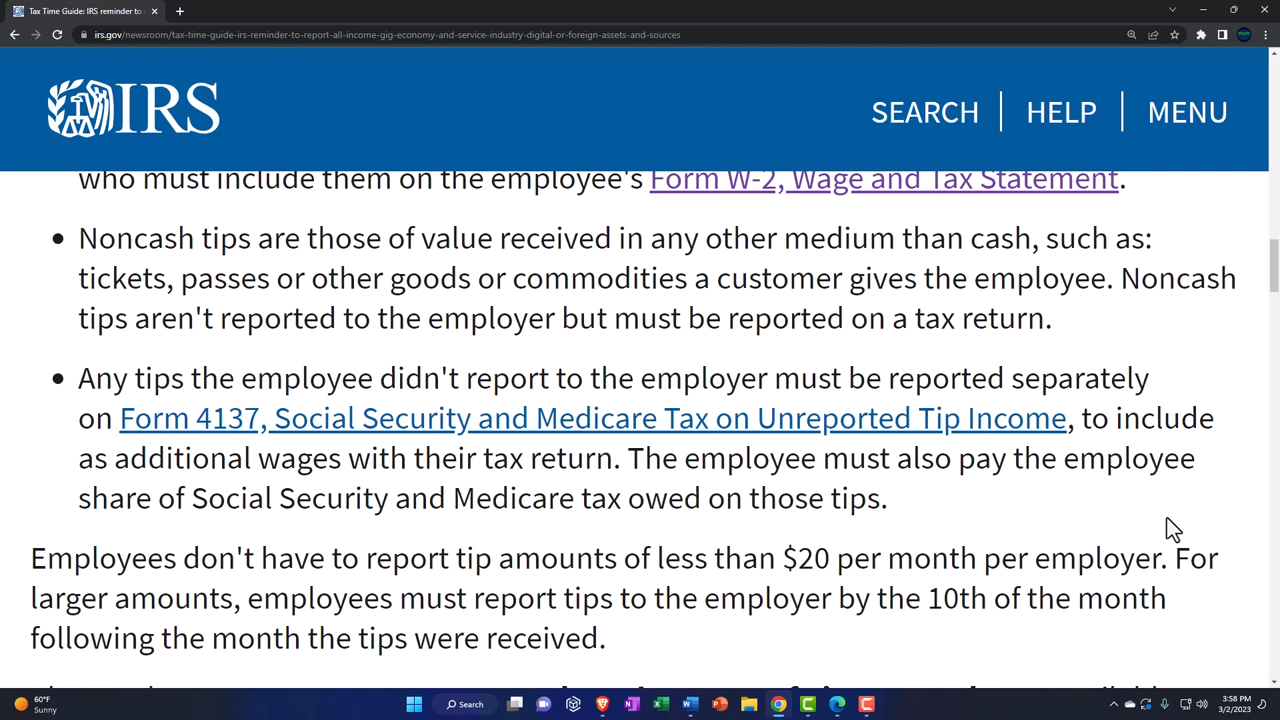 Tax Time Guide: IRS reminder to
irs.gov/newsroom/tax-time-guide-irs-reminder-to-report-all-income-gig-economy-and-service-industry-digital-or-foreign-assets-and-sources
IRS
SEARCH
HELP
MENU
who must include them on the employee's Form W-2, Wage and Tax Statement.
Noncash tips are those of value received in any other medium than cash, such as:
tickets, passes or other goods or commodities a customer gives the employee. Noncash
tips aren't reported to the employer but must be reported on a tax return.
Any tips the employee didn't report to the employer must be reported separately
on Form 4137, Social Security and Medicare Tax on Unreported Tip Income, to include
as additional wages with their tax return. The employee must also pay the employee
share of Social Security and Medicare tax owed on those tips.
Employees don't have to report tip amounts of less than $20 per month per employer. For
larger amounts, employees must report tips to the employer by the 10th of the month
following the month the tips were received.
60°F
Sunny
Search
3:58 PM
3/2/2023